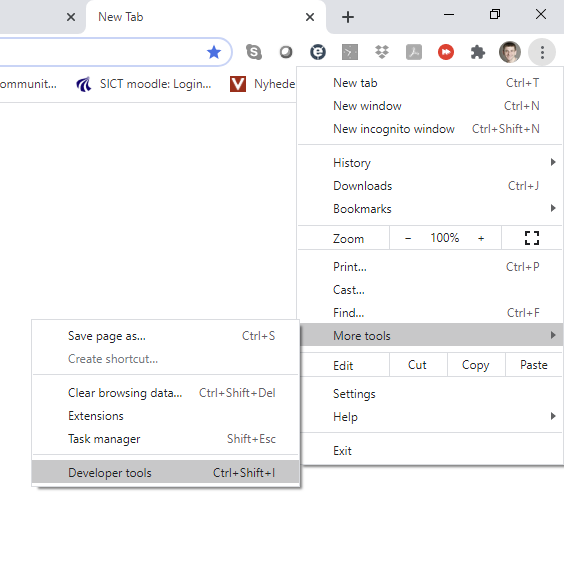 New Tab
ommunit...
SICT moodle: Login...
Nyhede
New tab Ctrl+T
New window Ctrl+N
New incognito window Ctrl+Shift+N
History
Downloads Ctrl+J
Bookmarks
Zoom − 100% +
Print... Ctrl+P
Cast...
Find... Ctrl+F
More tools
Edit Cut Copy Paste
Settings
Help
Exit
Save page as... Ctrl+S
Create shortcut...
Clear browsing data... Ctrl+Shift+Del
Extensions
Task manager Shift+Esc
Developer tools Ctrl+Shift+I